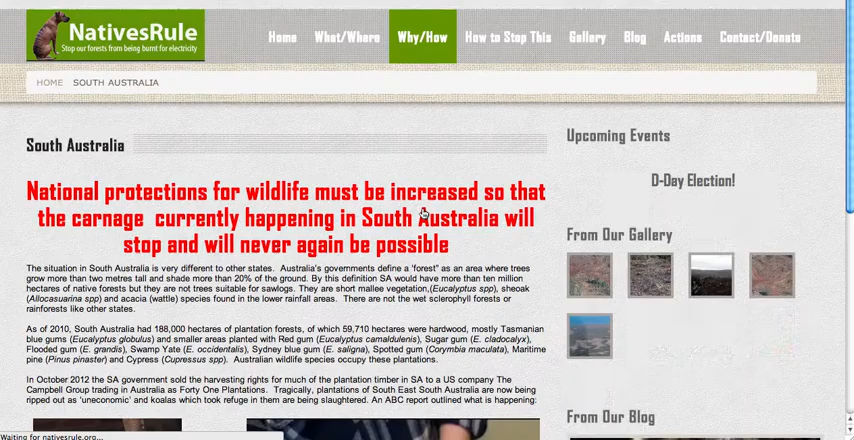 NativesRule
Stop our forests from being burnt for electricity
Home What/Where Why/How How to Stop This Gallery Blog Actions Contact/Donate
HOME SOUTH AUSTRALIA
South Australia
National protections for wildlife must be increased so that
the carnage currently happening in South Australia will
stop and will never again be possible
The situation in South Australia is very different to other states. Australia's governments define a "forest" as an area where trees
grow more than two metres tall and shade more than 20% of the ground. By this definition SA would have more than ten million
hectares of native forests but they are not trees suitable for sawlogs. They are short mallee vegetation,(Eucalyptus spp), sheoak
(Allocasuarina spp) and acacia (wattle) species found in the lower rainfall areas. There are not the wet sclerophyll forests or
rainforests like other states.
As of 2010, South Australia had 188,000 hectares of plantation forests, of which 59,710 hectares were hardwood, mostly Tasmanian
blue gums (Eucalyptus globulus) and smaller areas planted with Red gum (Eucalyptus camaldulenis), Sugar gum (E. cladocalyx),
Flooded gum (E. grandis), Swamp Yate (E. occidentalis), Sydney blue gum (E. saligna), Spotted gum (Corymbia maculata), Maritime
pine (Pinus pinaster) and Cypress (Cupressus spp). Australian wildlife species occupy these plantations.
In October 2012 the SA government sold the harvesting rights for much of the plantation timber in SA to a US company The
Campbell Group trading in Australia as Forty One Plantations. Tragically, plantations of South East South Australia are now being
ripped out as 'uneconomic' and koalas which took refuge in them are being slaughtered. An ABC report outlined what is happening:
Upcoming Events
D-Day Election!
From Our Gallery
From Our Blog
Waiting for nativesrule.org...